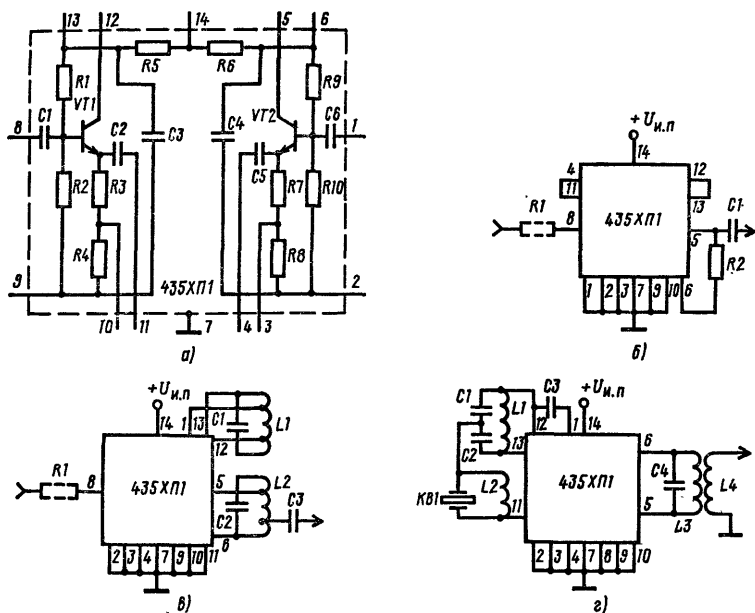 13 12 14 5 6
R5 R6
R1 R9
VT1 VT2
8 C1 C2 C3 C4 C6 1
C5
R2 R3 R7 R10
R4 R8
9 435ХП1 2
10 11 7 4 3
а)
+Uи.п
14
4 12
11 13
R1 8 435ХП1 5 C1
R2
1 2 3 7 9 10 6
б)
+Uи.п
14 1 13 C1 L1
12
R1 8 435ХП1 5 L2
C2 C3
6
2 3 4 7 9 10 11
в)
+Uи.п
C1 L1 C3
12 1 14
C2 13 6
435ХП1 C4 L4
КВ1 L2 11 5 L3
2 3 4 7 8 9 10
г)